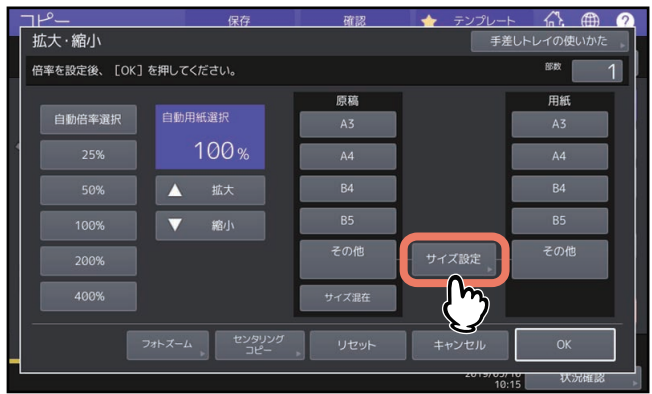 コピー 保存 確認 テンプレート ?
拡大・縮小 手差しトレイの使いかた
倍率を設定後、［OK］を押してください。 部数 1
原稿 用紙
自動倍率選択 自動用紙選択 A3 A3
25% 100% A4 A4
50% 拡大 B4 B4
100% 縮小 B5 B5
200% その他 サイズ設定 その他
400% サイズ混在
フォトズーム センタリング
コピー リセット キャンセル OK
10:15 状況確認